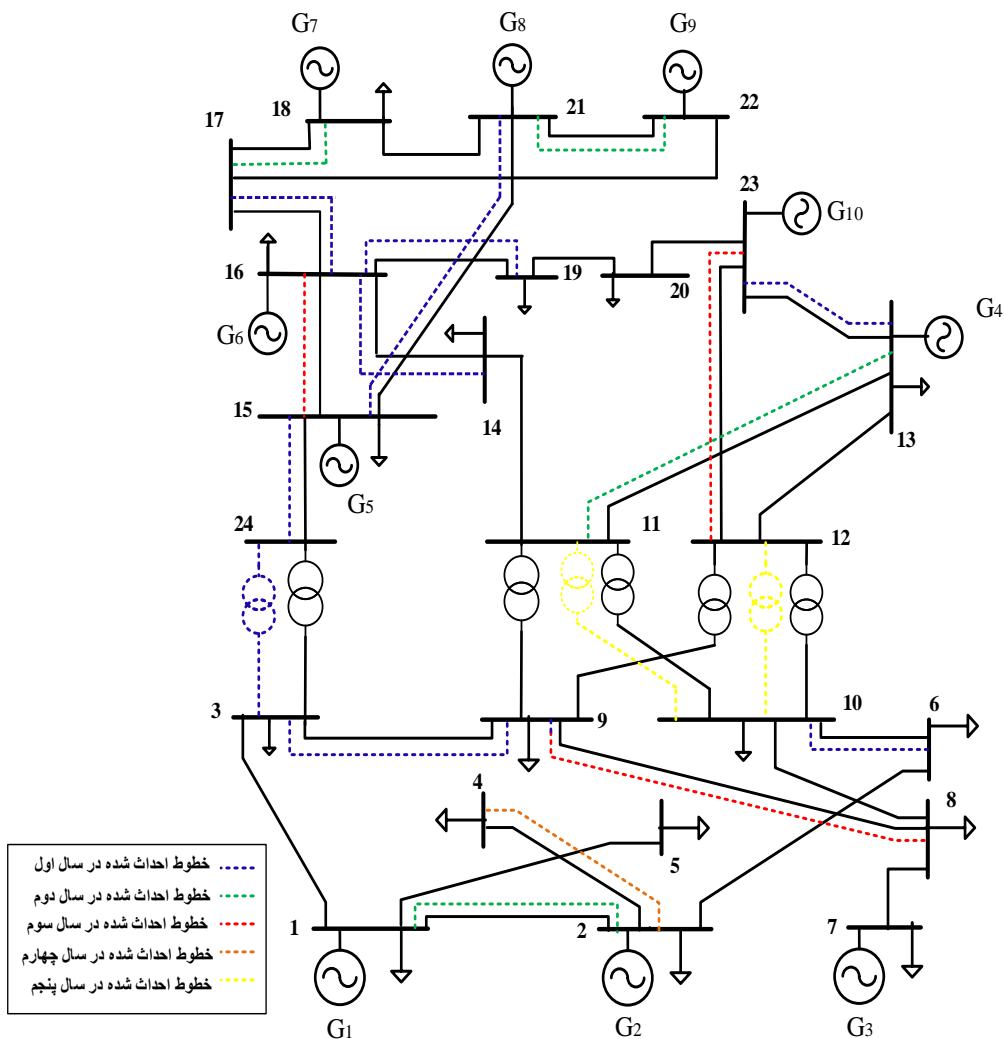 G7
G8
G9
18
21
22
17
23
G10
16
19
20
G4
G6
14
13
15
G5
24
11
12
3
9
10
6
4
8
5
خطوط احداث شده در سال اول
خطوط احداث شده در سال دوم
خطوط احداث شده در سال سوم
خطوط احداث شده در سال چهارم
خطوط احداث شده در سال پنجم
1
2
7
G1
G2
G3